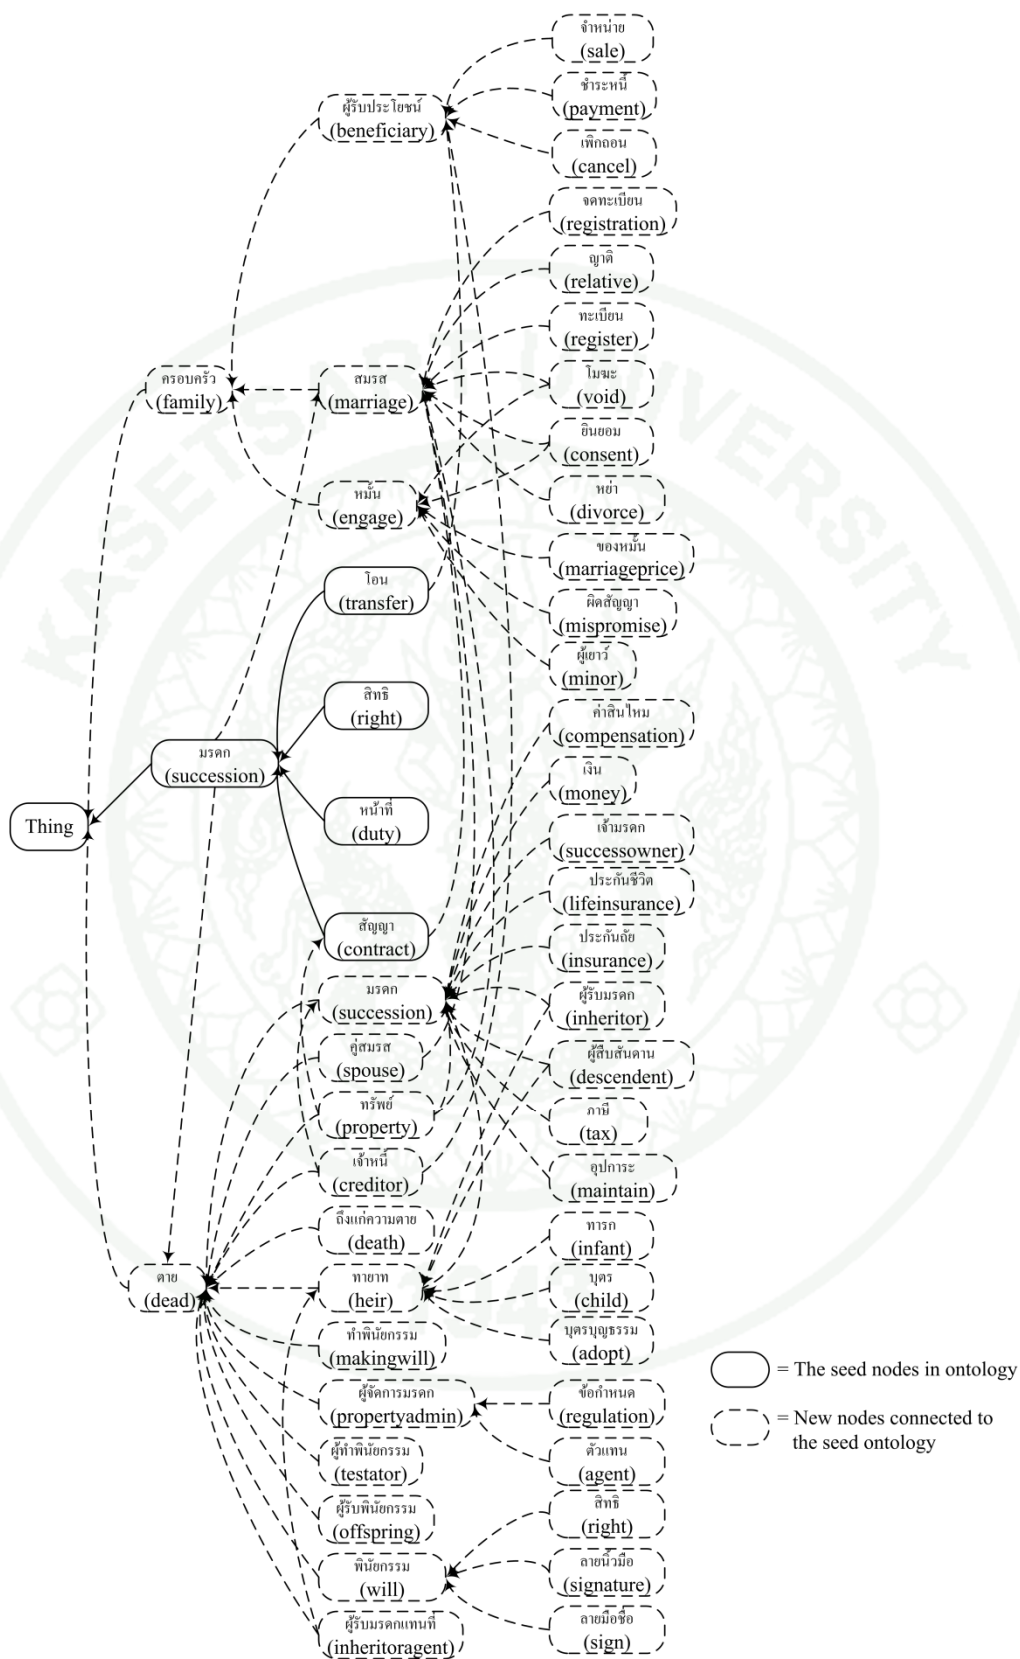 จำหน่าย
(sale)
ชำระหนี้
(payment)
ผู้รับประโยชน์
(beneficiary)
เพิกถอน
(cancel)
จดทะเบียน
(registration)
ญาติ
(relative)
ทะเบียน
(register)
ครอบครัว
(family)
สมรส
(marriage)
โมฆะ
(void)
ยินยอม
(consent)
หมั้น
(engage)
หย่า
(divorce)
ของหมั้น
(marriageprice)
โอน
(transfer)
ผิดสัญญา
(mispromise)
ผู้เยาว์
(minor)
สิทธิ
(right)
ค่าสินไหม
(compensation)
มรดก
(succession)
เงิน
(money)
Thing
หน้าที่
(duty)
เจ้ามรดก
(successowner)
ประกันชีวิต
(lifeinsurance)
สัญญา
(contract)
ประกันภัย
(insurance)
มรดก
(succession)
ผู้รับมรดก
(inheritor)
คู่สมรส
(spouse)
ผู้สืบสันดาน
(descendent)
ทรัพย์
(property)
ภาษี
(tax)
เจ้าหนี้
(creditor)
อุปการะ
(maintain)
ถึงแก่ความตาย
(death)
ทารก
(infant)
ตาย
(dead)
ทายาท
(heir)
บุตร
(child)
ทำพินัยกรรม
(makingwill)
บุตรบุญธรรม
(adopt)
ผู้จัดการมรดก
(propertyadmin)
ข้อกำหนด
(regulation)
ผู้ทำพินัยกรรม
(testator)
ตัวแทน
(agent)
ผู้รับพินัยกรรม
(offspring)
สิทธิ
(right)
พินัยกรรม
(will)
ลายนิ้วมือ
(signature)
ผู้รับมรดกแทนที่
(inheritoragent)
ลายมือชื่อ
(sign)
= The seed nodes in ontology
= New nodes connected to
the seed ontology
KASETSART UNIVERSITY